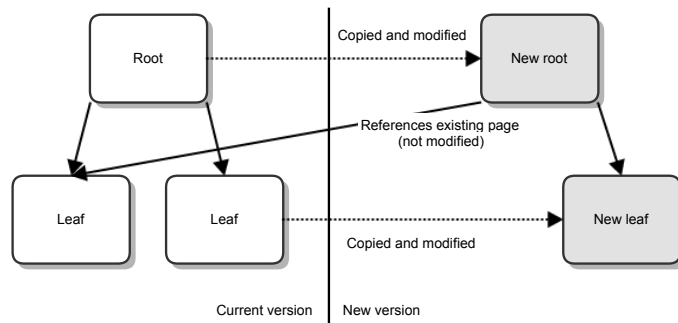 Copied and modified
Root
New root
References existing page
(not modified)
Leaf
Leaf
New leaf
Copied and modified
Current version
New version